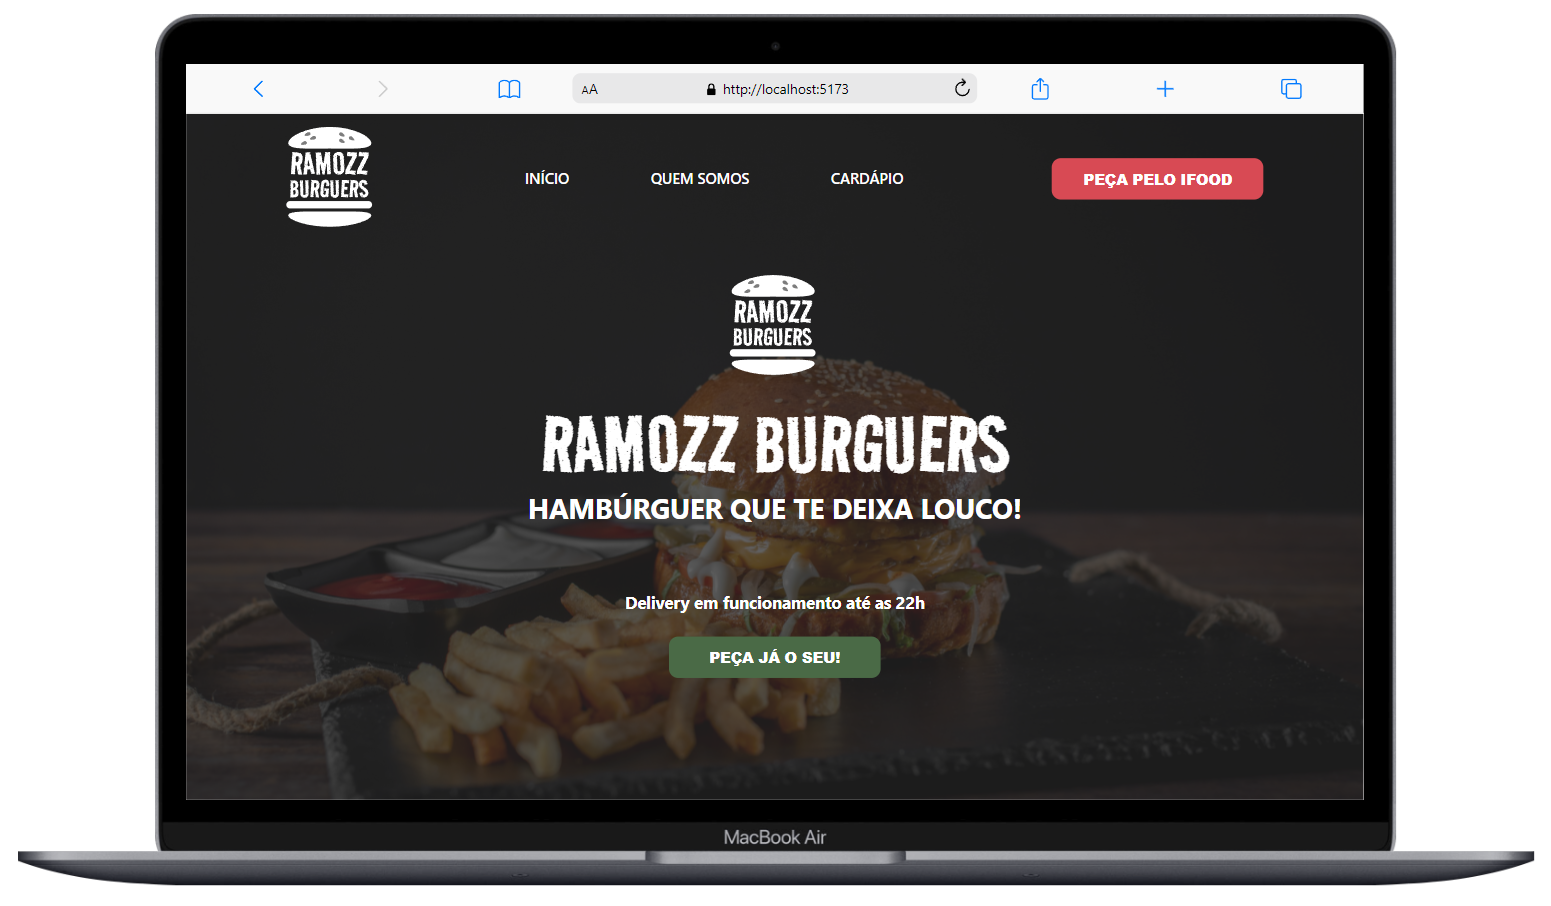 AA
http://localhost:5173
RAMOZZ
BURGUERS
INÍCIO
QUEM SOMOS
CARDÁPIO
PEÇA PELO IFOOD
RAMOZZ
BURGUERS
RAMOZZ BURGUERS
HAMBÚRGUER QUE TE DEIXA LOUCO!
Delivery em funcionamento até as 22h
PEÇA JÁ O SEU!
MacBook Air